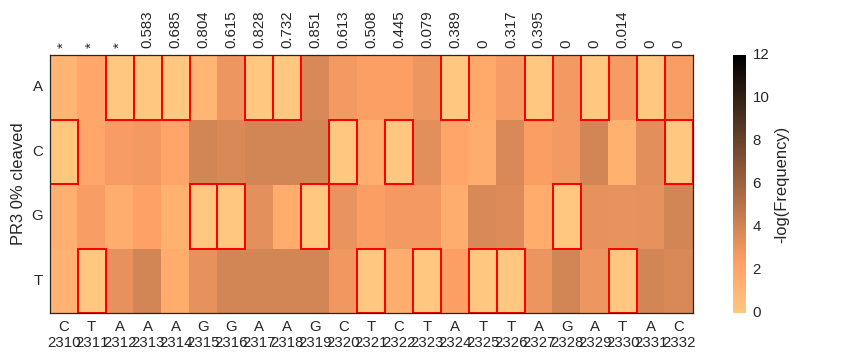 * * * 0.583 0.685 0.804 0.615 0.828 0.732 0.851 0.613 0.508 0.445 0.079 0.389 0 0.317 0.395 0 0 0.014 0 0
PR3 0% cleaved
A
C
G
T
C T A A A G G A A G C T C T A T T A G A T A C
2310 2311 2312 2313 2314 2315 2316 2317 2318 2319 2320 2321 2322 2323 2324 2325 2326 2327 2328 2329 2330 2331 2332
12
10
8
6
4
2
0
-log(Frequency)